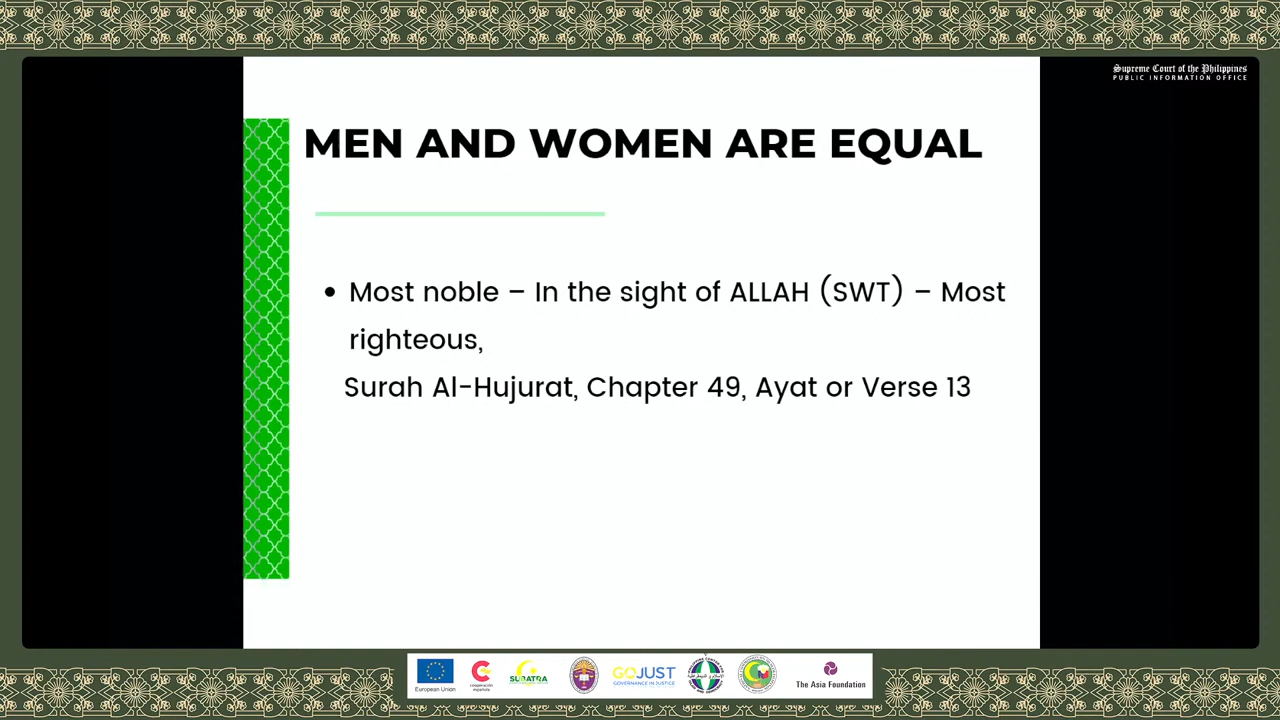 Supreme Court of the Philippines
PUBLIC INFORMATION OFFICE
MEN AND WOMEN ARE EQUAL
• Most noble – In the sight of ALLAH (SWT) – Most
righteous,
Surah Al-Hujurat, Chapter 49, Ayat or Verse 13
European Union
cooperación
española
SUBATRA
GOJUST
GOVERNANCE IN JUSTICE
The Asia Foundation